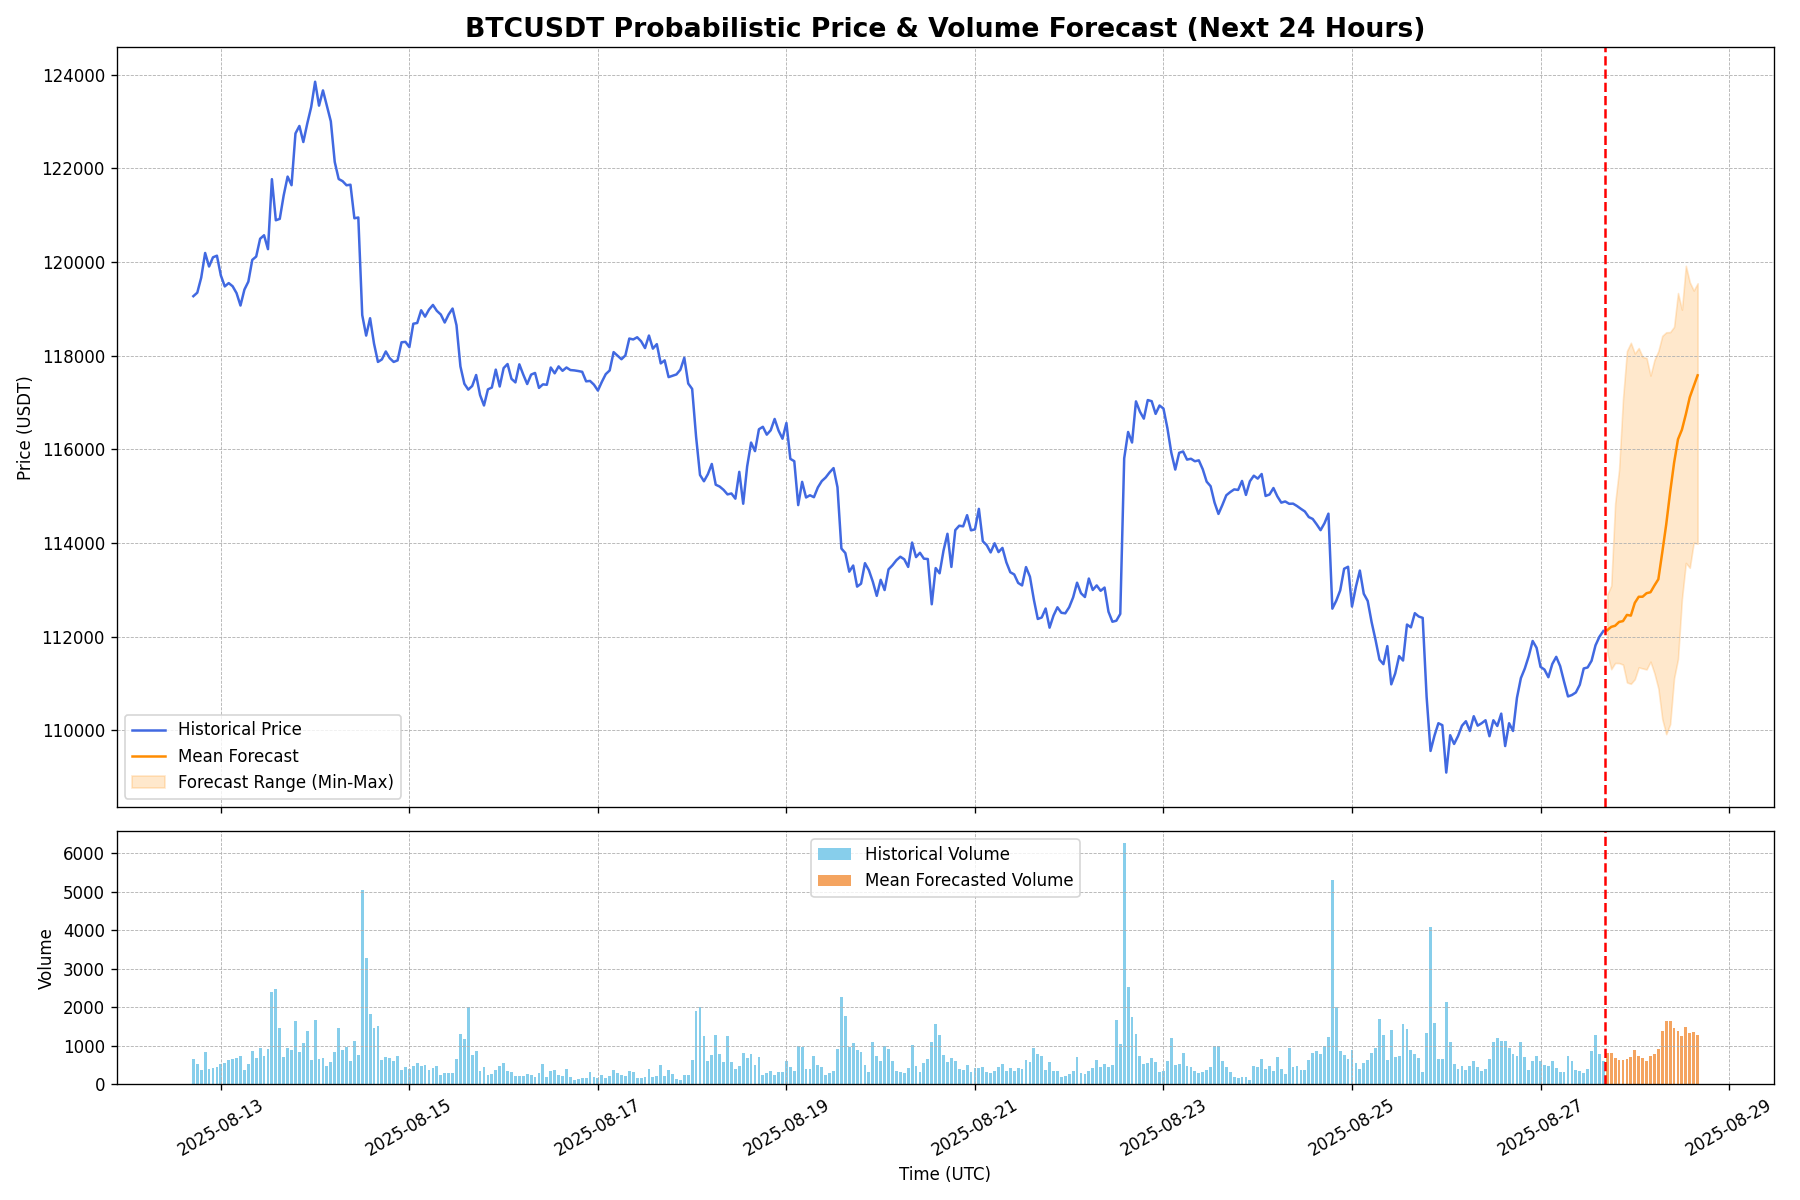 BTCUSDT Probabilistic Price & Volume Forecast (Next 24 Hours)
124000
122000
120000
118000
116000
114000
112000
110000
Price (USDT)
Historical Price
Mean Forecast
Forecast Range (Min-Max)
6000
5000
4000
3000
2000
1000
0
Volume
Historical Volume
Mean Forecasted Volume
2025-08-13
2025-08-15
2025-08-17
2025-08-19
2025-08-21
2025-08-23
2025-08-25
2025-08-27
2025-08-29
Time (UTC)